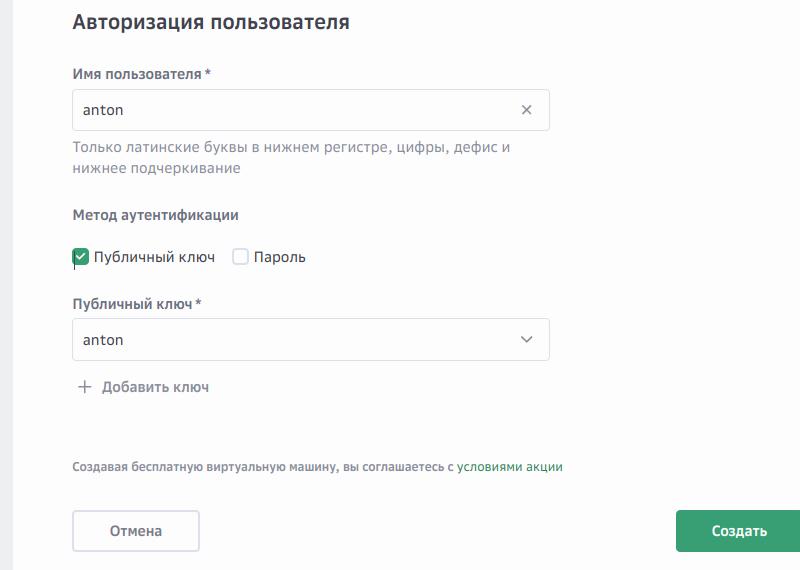 Авторизация пользователя
Имя пользователя *
anton
Только латинские буквы в нижнем регистре, цифры, дефис и
нижнее подчеркивание
Метод аутентификации
Публичный ключ Пароль
Публичный ключ *
anton
Добавить ключ
Создавая бесплатную виртуальную машину, вы соглашаетесь с условиями акции
Отмена Создать